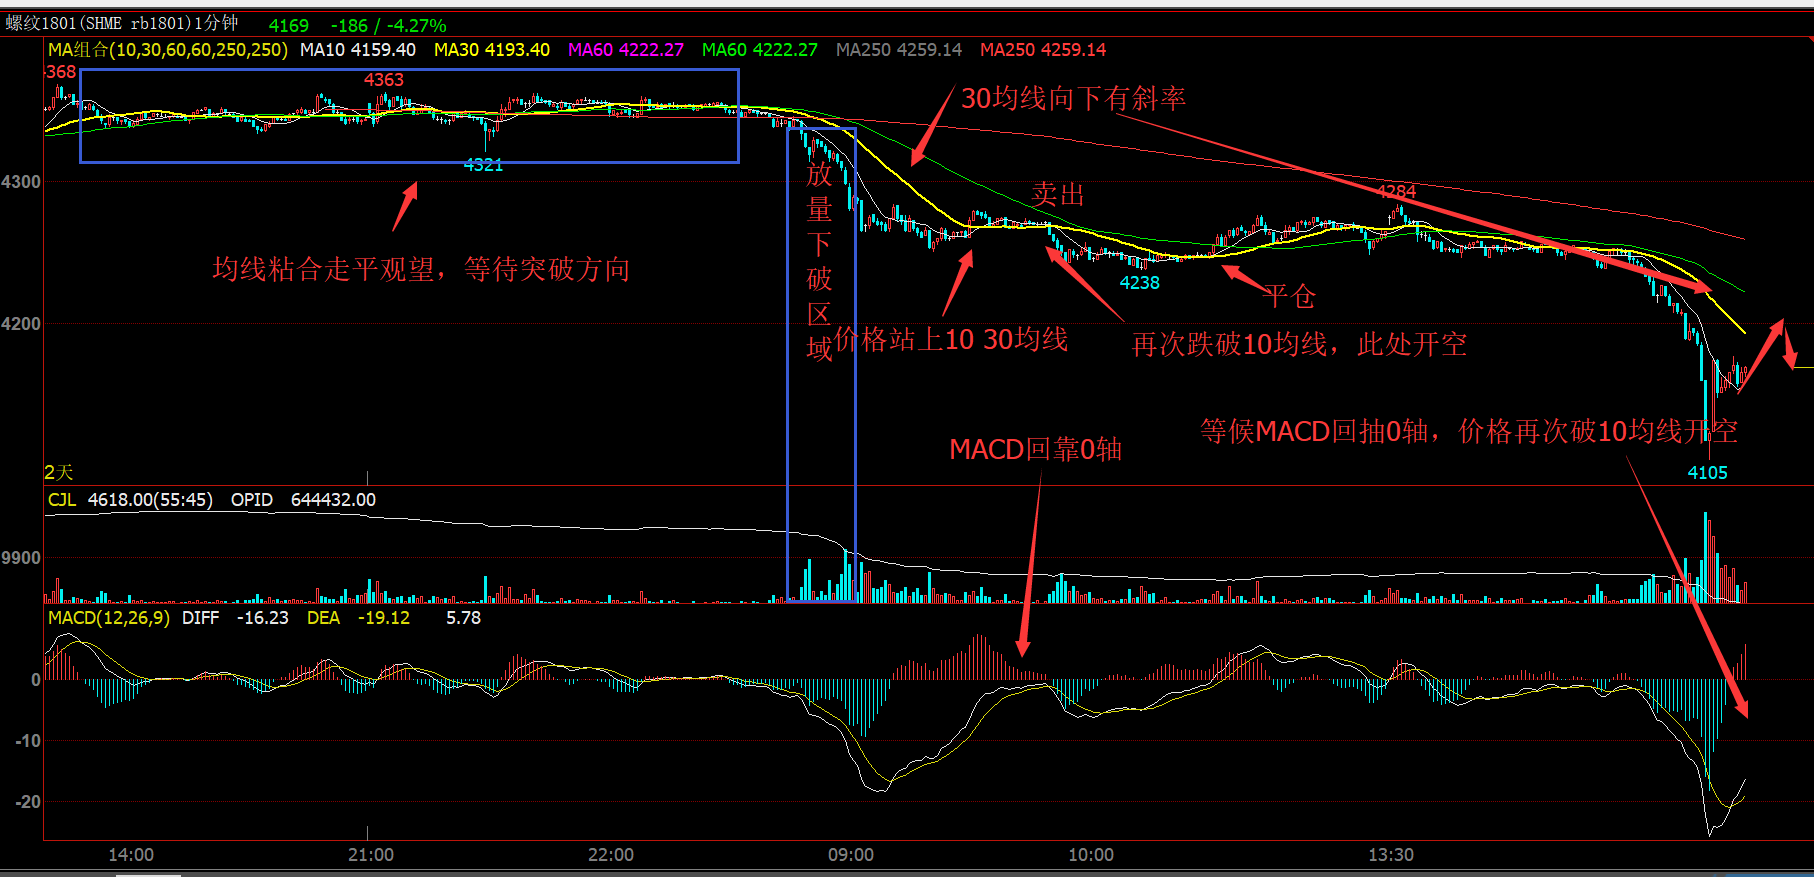 螺纹1801(SHME rb1801)1分钟 4169 -186 / -4.27%
MA组合(10,30,60,60,250,250) MA10 4159.40 MA30 4193.40 MA60 4222.27 MA60 4222.27 MA250 4259.14 MA250 4259.14
4368
4363
30均线向下有斜率
4321
4300
放量下破区域
卖出
4284
均线粘合走平观望，等待突破方向
4238
平仓
4200
价格站上10 30均线
再次跌破10均线，此处开空
MACD回靠0轴
等候MACD回抽0轴，价格再次破10均线开空
2天
4105
CJL 4618.00(55:45) OPID 644432.00
9900
MACD(12,26,9) DIFF -16.23 DEA -19.12 5.78
0
-10
-20
14:00 21:00 22:00 09:00 10:00 13:30